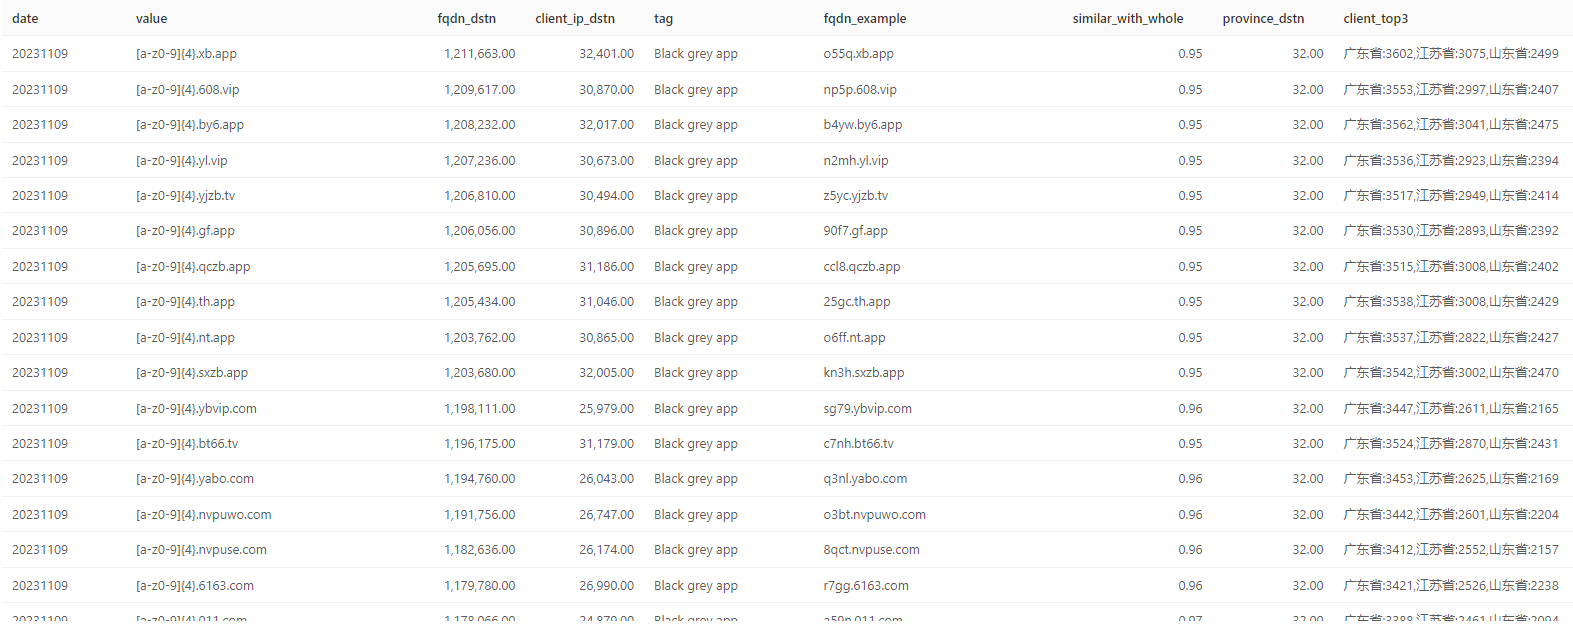 date value fqdn_dstn client_ip_dstn tag fqdn_example similar_with_whole province_dstn client_top3
20231109 [a-z0-9]{4}.xb.app 1,211,663.00 32,401.00 Black grey app o55q.xb.app 0.95 32.00 广东省:3602,江苏省:3075,山东省:2499
20231109 [a-z0-9]{4}.608.vip 1,209,617.00 30,870.00 Black grey app np5p.608.vip 0.95 32.00 广东省:3553,江苏省:2997,山东省:2407
20231109 [a-z0-9]{4}.by6.app 1,208,232.00 32,017.00 Black grey app b4yw.by6.app 0.95 32.00 广东省:3562,江苏省:3041,山东省:2475
20231109 [a-z0-9]{4}.yl.vip 1,207,236.00 30,673.00 Black grey app n2mh.yl.vip 0.95 32.00 广东省:3536,江苏省:2923,山东省:2394
20231109 [a-z0-9]{4}.yjzb.tv 1,206,810.00 30,494.00 Black grey app z5yc.yjzb.tv 0.95 32.00 广东省:3517,江苏省:2949,山东省:2414
20231109 [a-z0-9]{4}.gf.app 1,206,056.00 30,896.00 Black grey app 90f7.gf.app 0.95 32.00 广东省:3530,江苏省:2893,山东省:2392
20231109 [a-z0-9]{4}.qczb.app 1,205,695.00 31,186.00 Black grey app ccl8.qczb.app 0.95 32.00 广东省:3515,江苏省:3008,山东省:2402
20231109 [a-z0-9]{4}.th.app 1,205,434.00 31,046.00 Black grey app 25gc.th.app 0.95 32.00 广东省:3538,江苏省:3008,山东省:2429
20231109 [a-z0-9]{4}.nt.app 1,203,762.00 30,865.00 Black grey app o6ff.nt.app 0.95 32.00 广东省:3537,江苏省:2822,山东省:2427
20231109 [a-z0-9]{4}.sxzb.app 1,203,680.00 32,005.00 Black grey app kn3h.sxzb.app 0.95 32.00 广东省:3542,江苏省:3002,山东省:2470
20231109 [a-z0-9]{4}.ybvip.com 1,198,111.00 25,979.00 Black grey app sg79.ybvip.com 0.96 32.00 广东省:3447,江苏省:2611,山东省:2165
20231109 [a-z0-9]{4}.bt66.tv 1,196,175.00 31,179.00 Black grey app c7nh.bt66.tv 0.95 32.00 广东省:3524,江苏省:2870,山东省:2431
20231109 [a-z0-9]{4}.yabo.com 1,194,760.00 26,043.00 Black grey app q3nl.yabo.com 0.96 32.00 广东省:3453,江苏省:2625,山东省:2169
20231109 [a-z0-9]{4}.nvpuwo.com 1,191,756.00 26,747.00 Black grey app o3bt.nvpuwo.com 0.96 32.00 广东省:3442,江苏省:2601,山东省:2204
20231109 [a-z0-9]{4}.nvpuse.com 1,182,636.00 26,174.00 Black grey app 8qct.nvpuse.com 0.96 32.00 广东省:3412,江苏省:2552,山东省:2157
20231109 [a-z0-9]{4}.6163.com 1,179,780.00 26,990.00 Black grey app r7gg.6163.com 0.96 32.00 广东省:3421,江苏省:2526,山东省:2238
20231109 [a-z0-9]{4}.011.com 1,178,066.00 24,879.00 Black grey app a59n.011.com 0.97 32.00 广东省:3388,江苏省:2461,山东省:2094